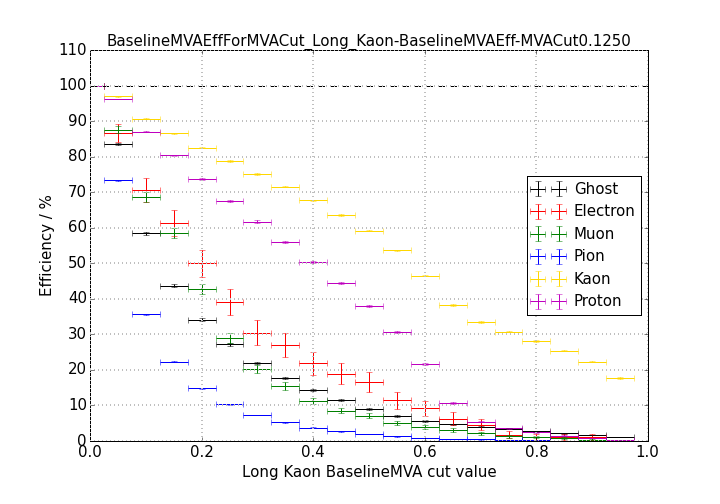 BaselineMVAEffForMVACut_Long_Kaon-BaselineMVAEff-MVACut0.1250
110
100
90
80
70
60
50
40
30
20
10
0
Efficiency / %
Ghost
Electron
Muon
Pion
Kaon
Proton
0.0 0.2 0.4 0.6 0.8 1.0
Long Kaon BaselineMVA cut value